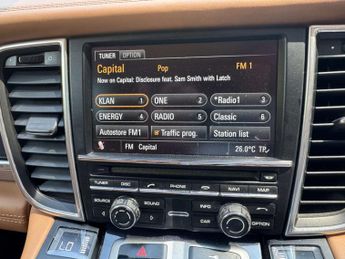 TUNER OPTION
Capital Pop FM 1
Now on Capital: Disclosure feat. Sam Smith with Latch
KLAN 1 ONE 2 *Radio1 3
ENERGY 4 RADIO 5 Classic 6
Autostore FM1 Traffic prog. Station list
FM Capital 26.0°C TP
TUNER DISC PHONE NAVI MAP
TUNING SOUND CAR OPTION
LO